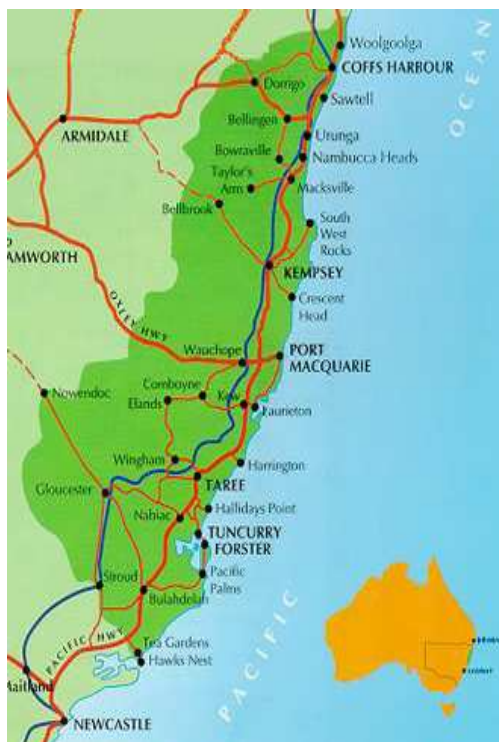 Woolgoolga
COFFS HARBOUR
Dorrigo
Sawtell
OCEAN
Bellingen
ARMIDALE
Urunga
Bowraville
Nambucca Heads
Taylor's
Arm
Macksville
Bellbrook
South
West
Rocks
AMWORTH
KEMPSEY
OXLEY HWY
Crescent
Head
Wauchope
PORT
MACQUARIE
Comboyne
Nowendoc
Elands
Kew
Laurieton
Wingham
Harrington
Gloucester
TAREE
Hallidays Point
Nabiac
TUNCURRY
FORSTER
Pacific
Palms
Stroud
Bulahdelah
PACIFIC
PACIFIC HWY
Tea Gardens
Hawks Nest
Maitland
NEWCASTLE